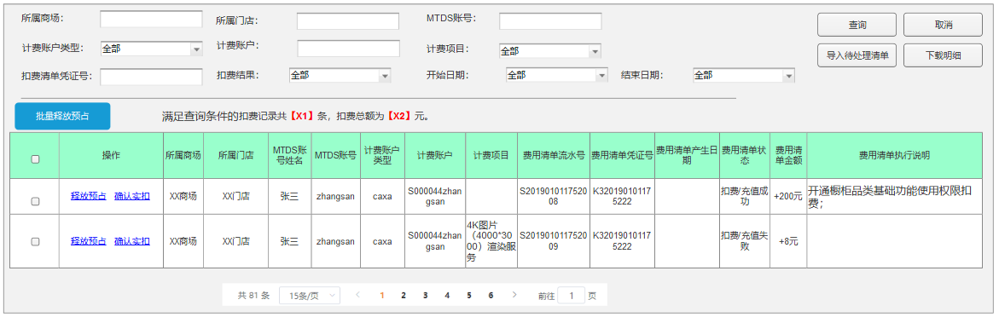 所属商场： 所属门店： MTDS账号： 查询 取消
计费账户类型： 全部 计费账户： 计费项目： 全部 导入待处理清单 下载明细
扣费清单凭证号： 扣费结果： 全部 开始日期： 全部 结束日期： 全部
批量释放预占 满足查询条件的扣费记录共【X1】条，扣费总额为【X2】元。
操作 所属商场 所属门店 MTDS账号姓名 MTDS账号 计费账户类型 计费账户 计费项目 费用清单流水号 费用清单凭证号 费用清单产生日期 费用清单状态 费用清单金额 费用清单执行说明
释放预占 确认实扣 XX商场 XX门店 张三 zhangsan caxa S000044zhangsan S201901011752008 K320190101175222 扣费/充值成功 +200元 开通橱柜品类基础功能使用权限扣费；
释放预占 确认实扣 XX商场 XX门店 张三 zhangsan caxa S000044zhangsan 4K图片（4000*3000）渲染服务 S201901011752009 K320190101175222 扣费/充值失败 +8元
共 81 条 15条/页 1 2 3 4 5 6 前往 1 页